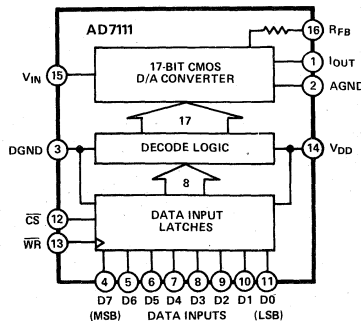 AD7111
16 RFB
17-BIT CMOS
D/A CONVERTER
1 IOUT
VIN 15
2 AGND
17
DGND 3
DECODE LOGIC
14 VDD
8
CS 12
DATA INPUT
LATCHES
WR 13
4 5 6 7 8 9 10 11
D7 D6 D5 D4 D3 D2 D1 D0
(MSB) DATA INPUTS (LSB)